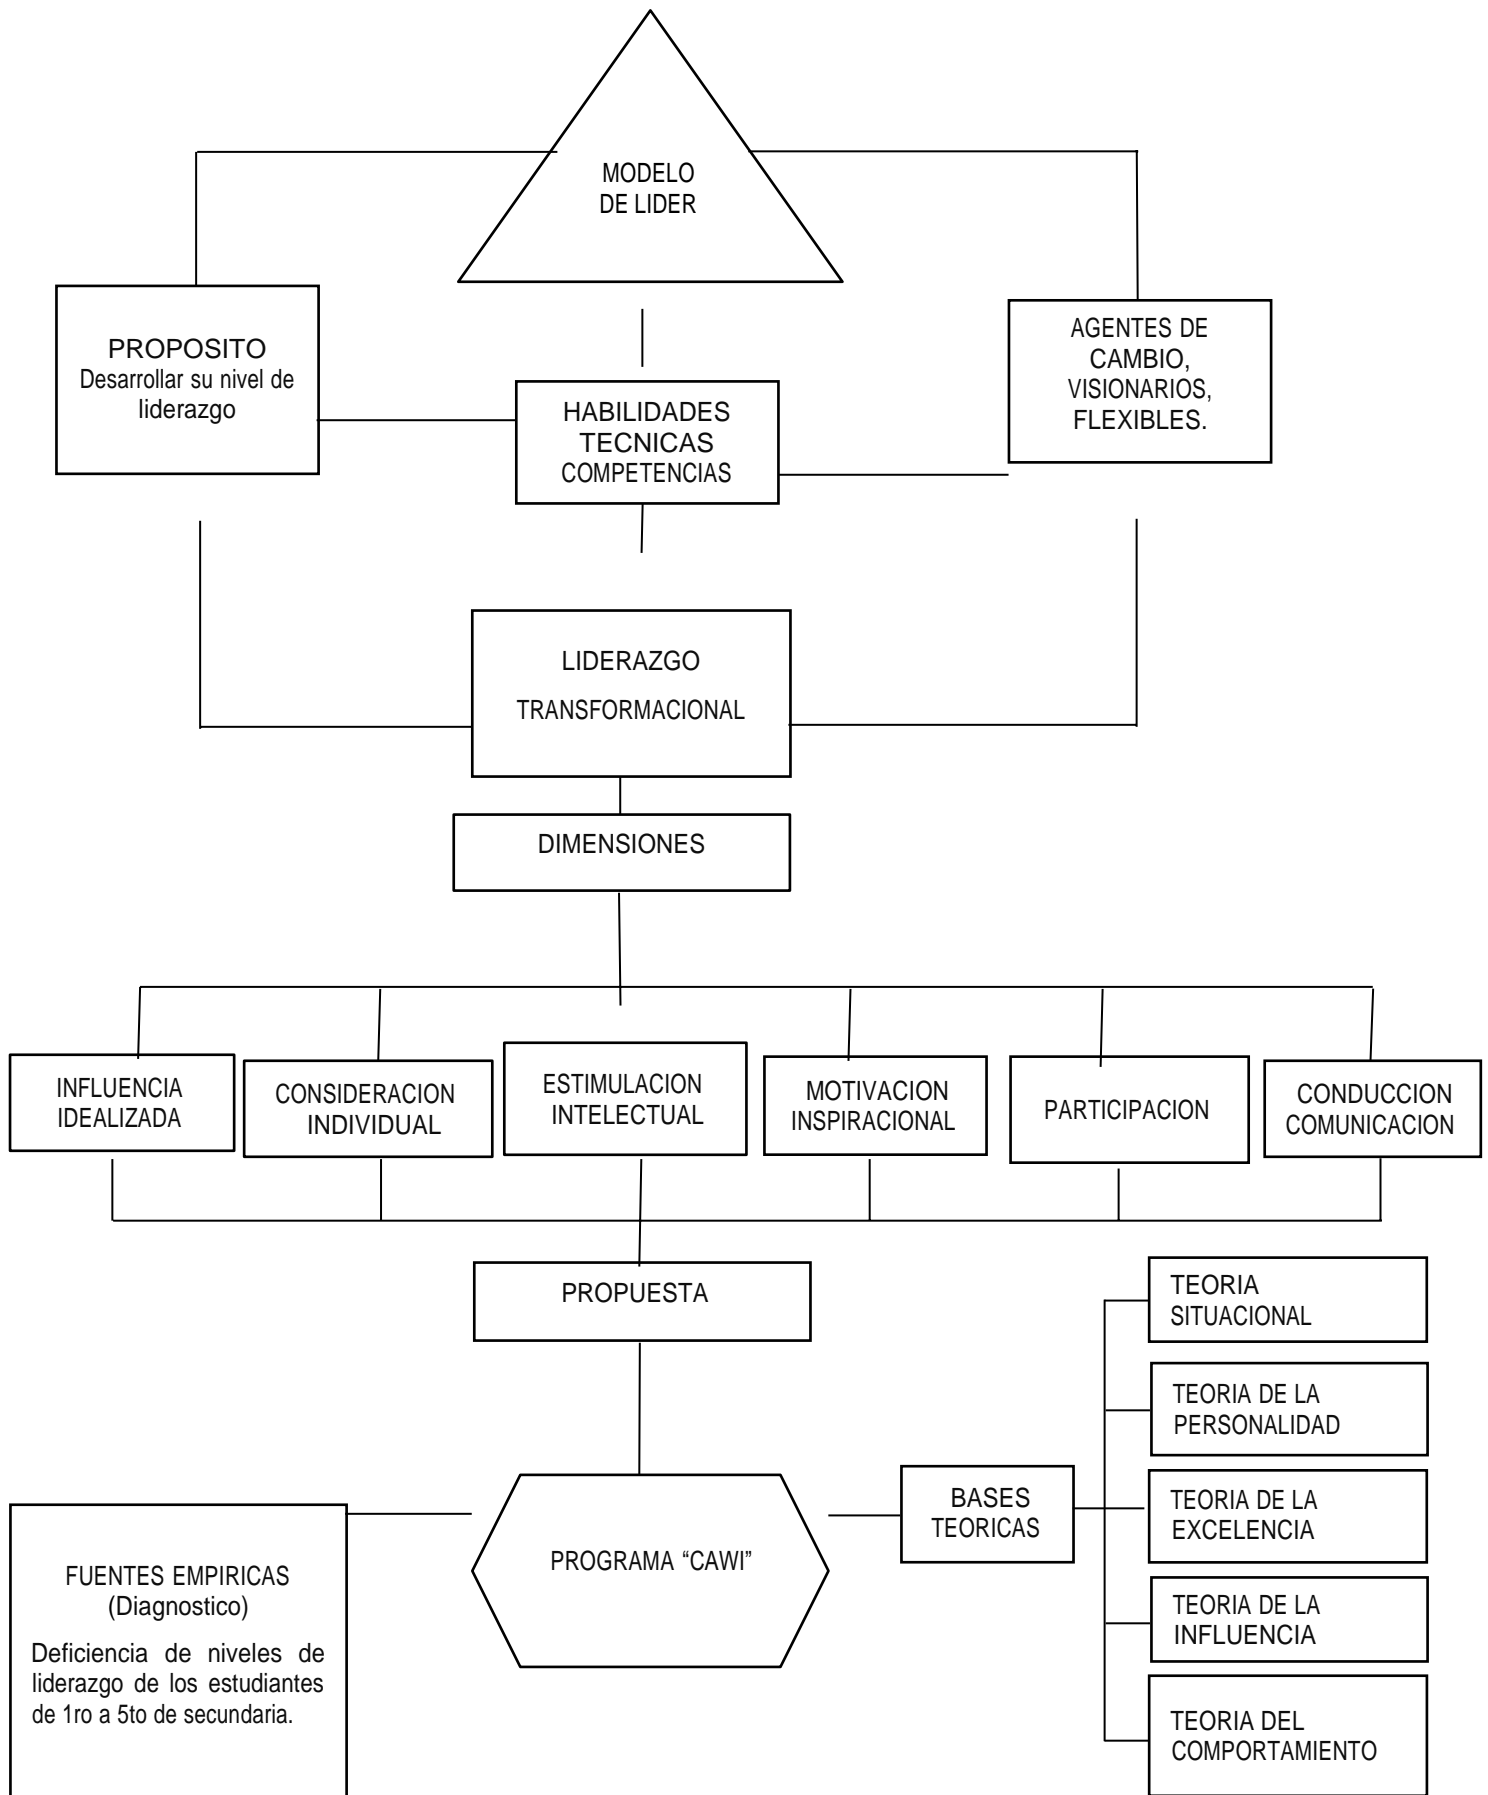 MODELO
DE LIDER
PROPOSITO
Desarrollar su nivel de
liderazgo
HABILIDADES
TECNICAS
COMPETENCIAS
AGENTES DE
CAMBIO,
VISIONARIOS,
FLEXIBLES.
LIDERAZGO
TRANSFORMACIONAL
DIMENSIONES
INFLUENCIA
IDEALIZADA
CONSIDERACION
INDIVIDUAL
ESTIMULACION
INTELECTUAL
MOTIVACION
INSPIRACIONAL
PARTICIPACION
CONDUCCION
COMUNICACION
PROPUESTA
PROGRAMA “CAWI”
FUENTES EMPIRICAS
(Diagnostico)
Deficiencia de niveles de
liderazgo de los estudiantes
de 1ro a 5to de secundaria.
BASES
TEORICAS
TEORIA
SITUACIONAL
TEORIA DE LA
PERSONALIDAD
TEORIA DE LA
EXCELENCIA
TEORIA DE LA
INFLUENCIA
TEORIA DEL
COMPORTAMIENTO